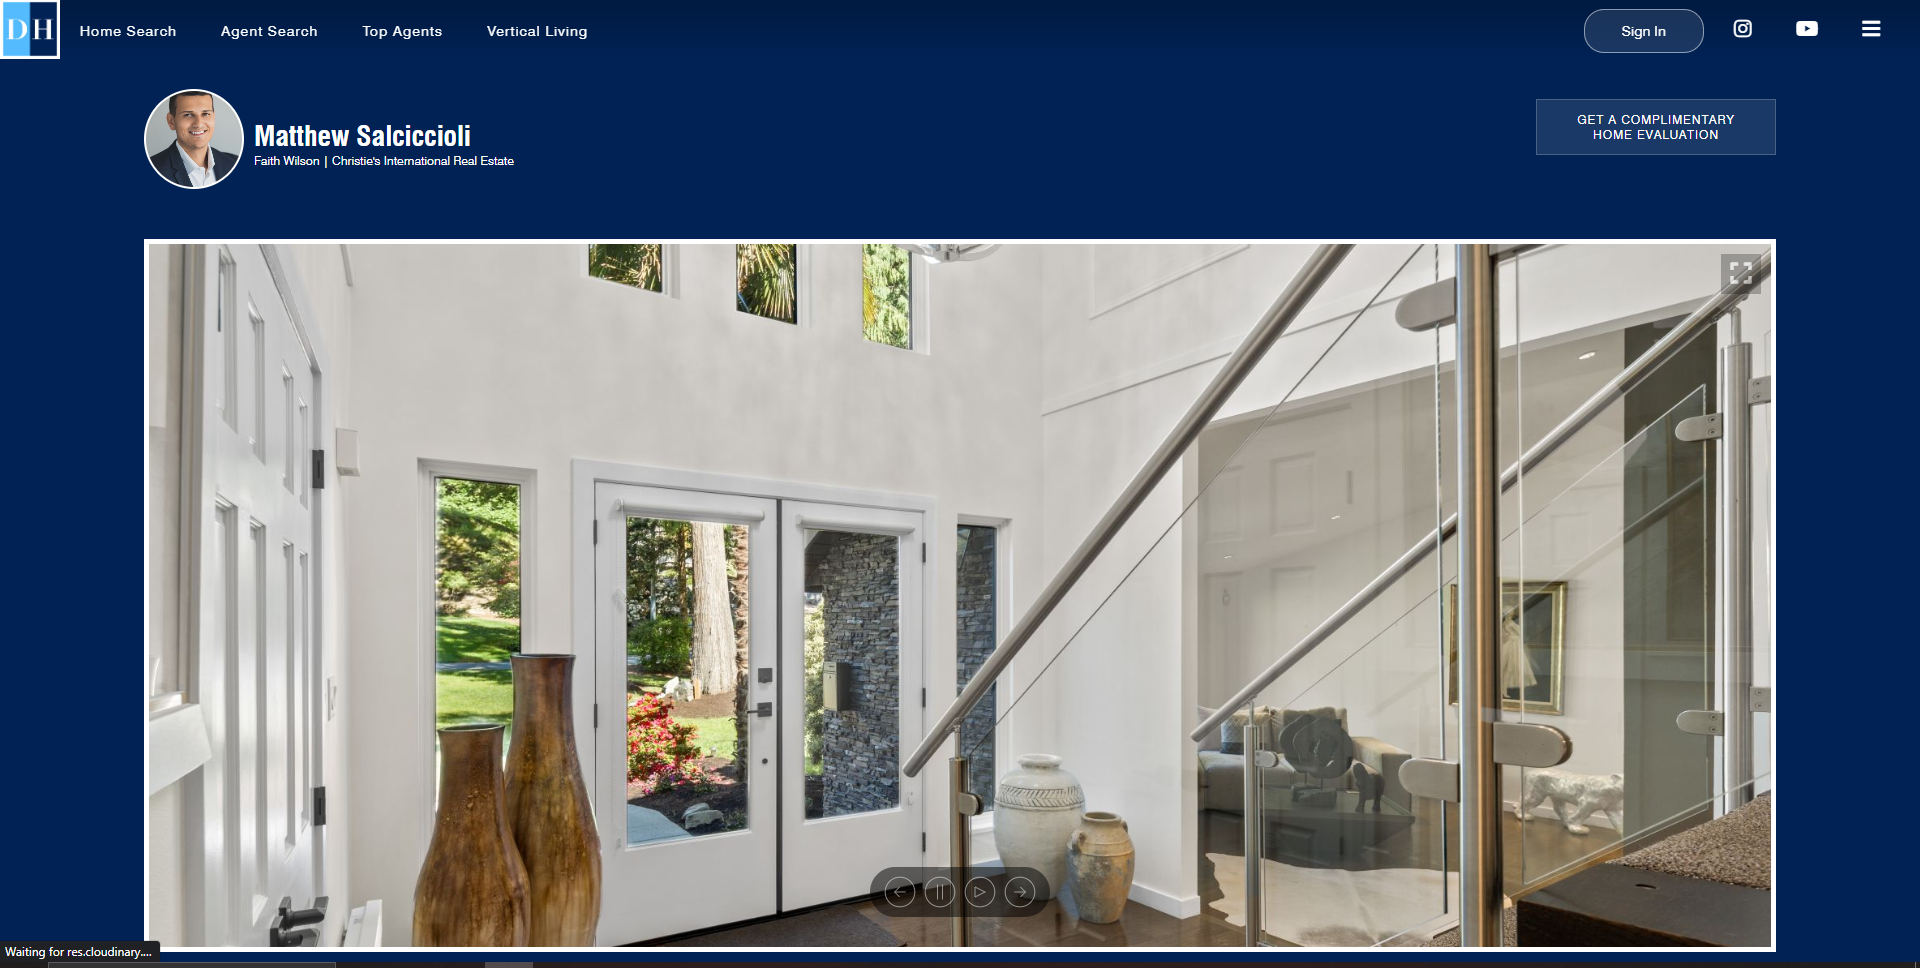 DH
Home Search
Agent Search
Top Agents
Vertical Living
Sign In
Matthew Salciccioli
Faith Wilson | Christie's International Real Estate
GET A COMPLIMENTARY
HOME EVALUATION
Waiting for res.cloudinary....